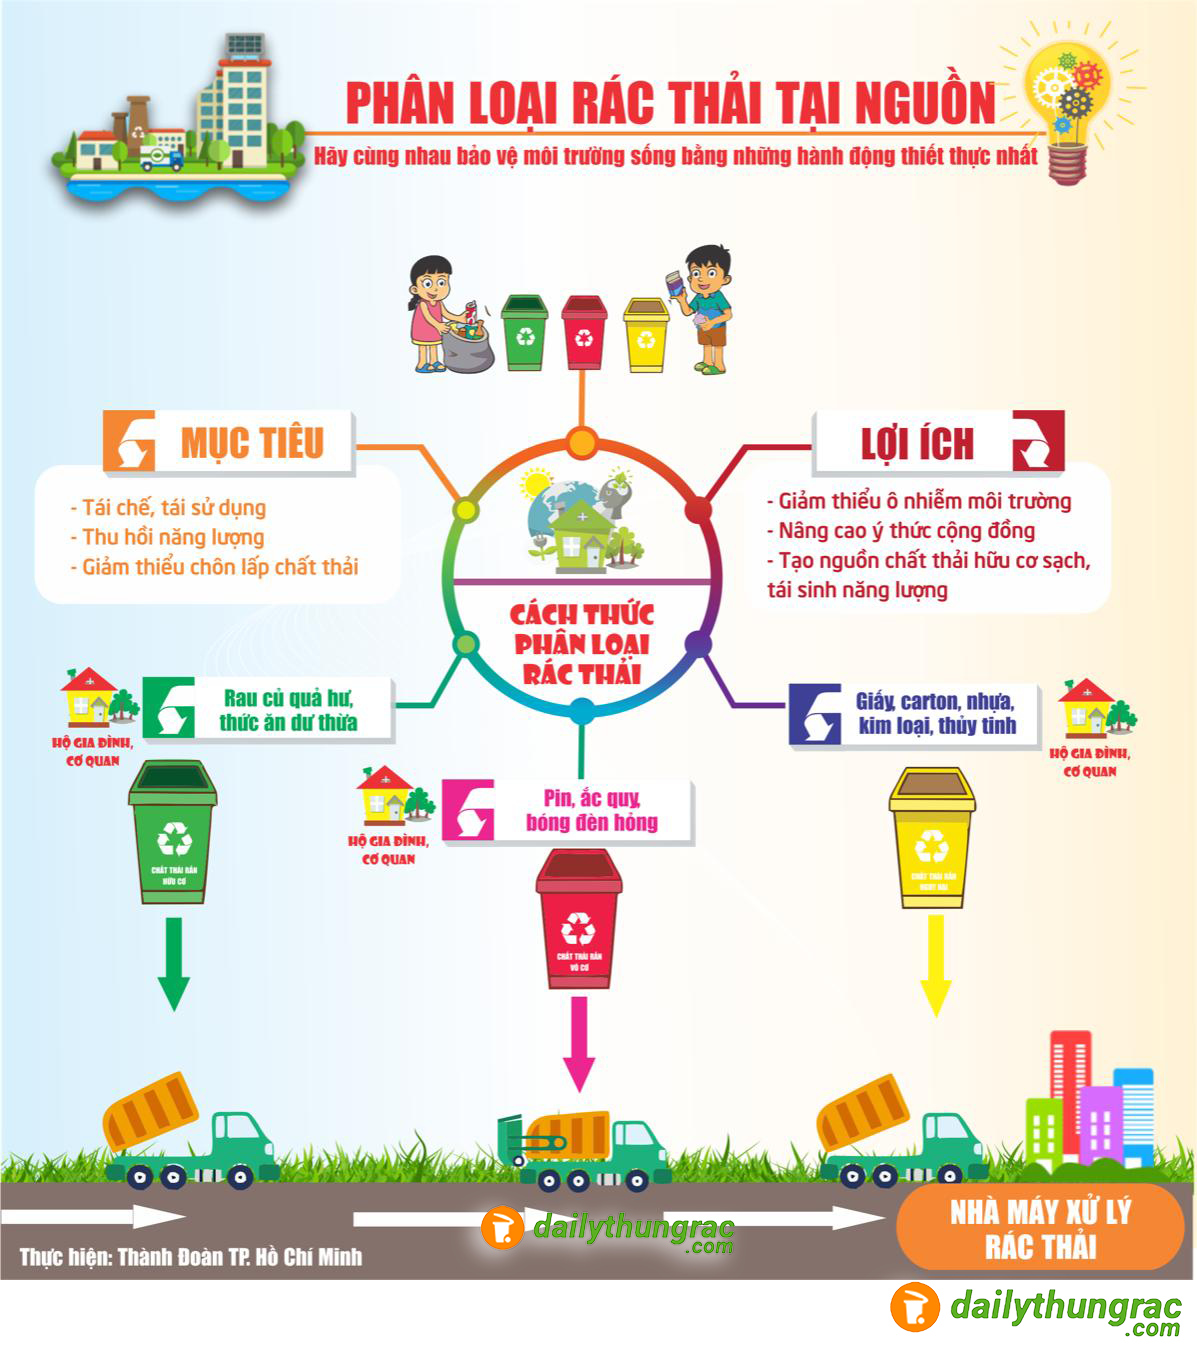 PHÂN LOẠI RÁC THẢI TẠI NGUỒN
Hãy cùng nhau bảo vệ môi trường sống bằng những hành động thiết thực nhất
MỤC TIÊU
- Tái chế, tái sử dụng
- Thu hồi năng lượng
- Giảm thiểu chôn lấp chất thải
LỢI ÍCH
- Giảm thiểu ô nhiễm môi trường
- Nâng cao ý thức cộng đồng
- Tạo nguồn chất thải hữu cơ sạch,
tái sinh năng lượng
CÁCH THỨC
PHÂN LOẠI
RÁC THẢI
Rau củ quả hư,
thức ăn dư thừa
HỘ GIA ĐÌNH,
CƠ QUAN
CHẤT THẢI RẮN
HỮU CƠ
Pin, ắc quy,
bóng đèn hỏng
HỘ GIA ĐÌNH,
CƠ QUAN
CHẤT THẢI RẮN
VÔ CƠ
Giấy, carton, nhựa,
kim loại, thủy tinh
HỘ GIA ĐÌNH,
CƠ QUAN
CHẤT THẢI RẮN
NGUY HẠI
NHÀ MÁY XỬ LÝ
RÁC THẢI
dailythungrac
.com
Thực hiện: Thành Đoàn TP. Hồ Chí Minh
dailythungrac
.com